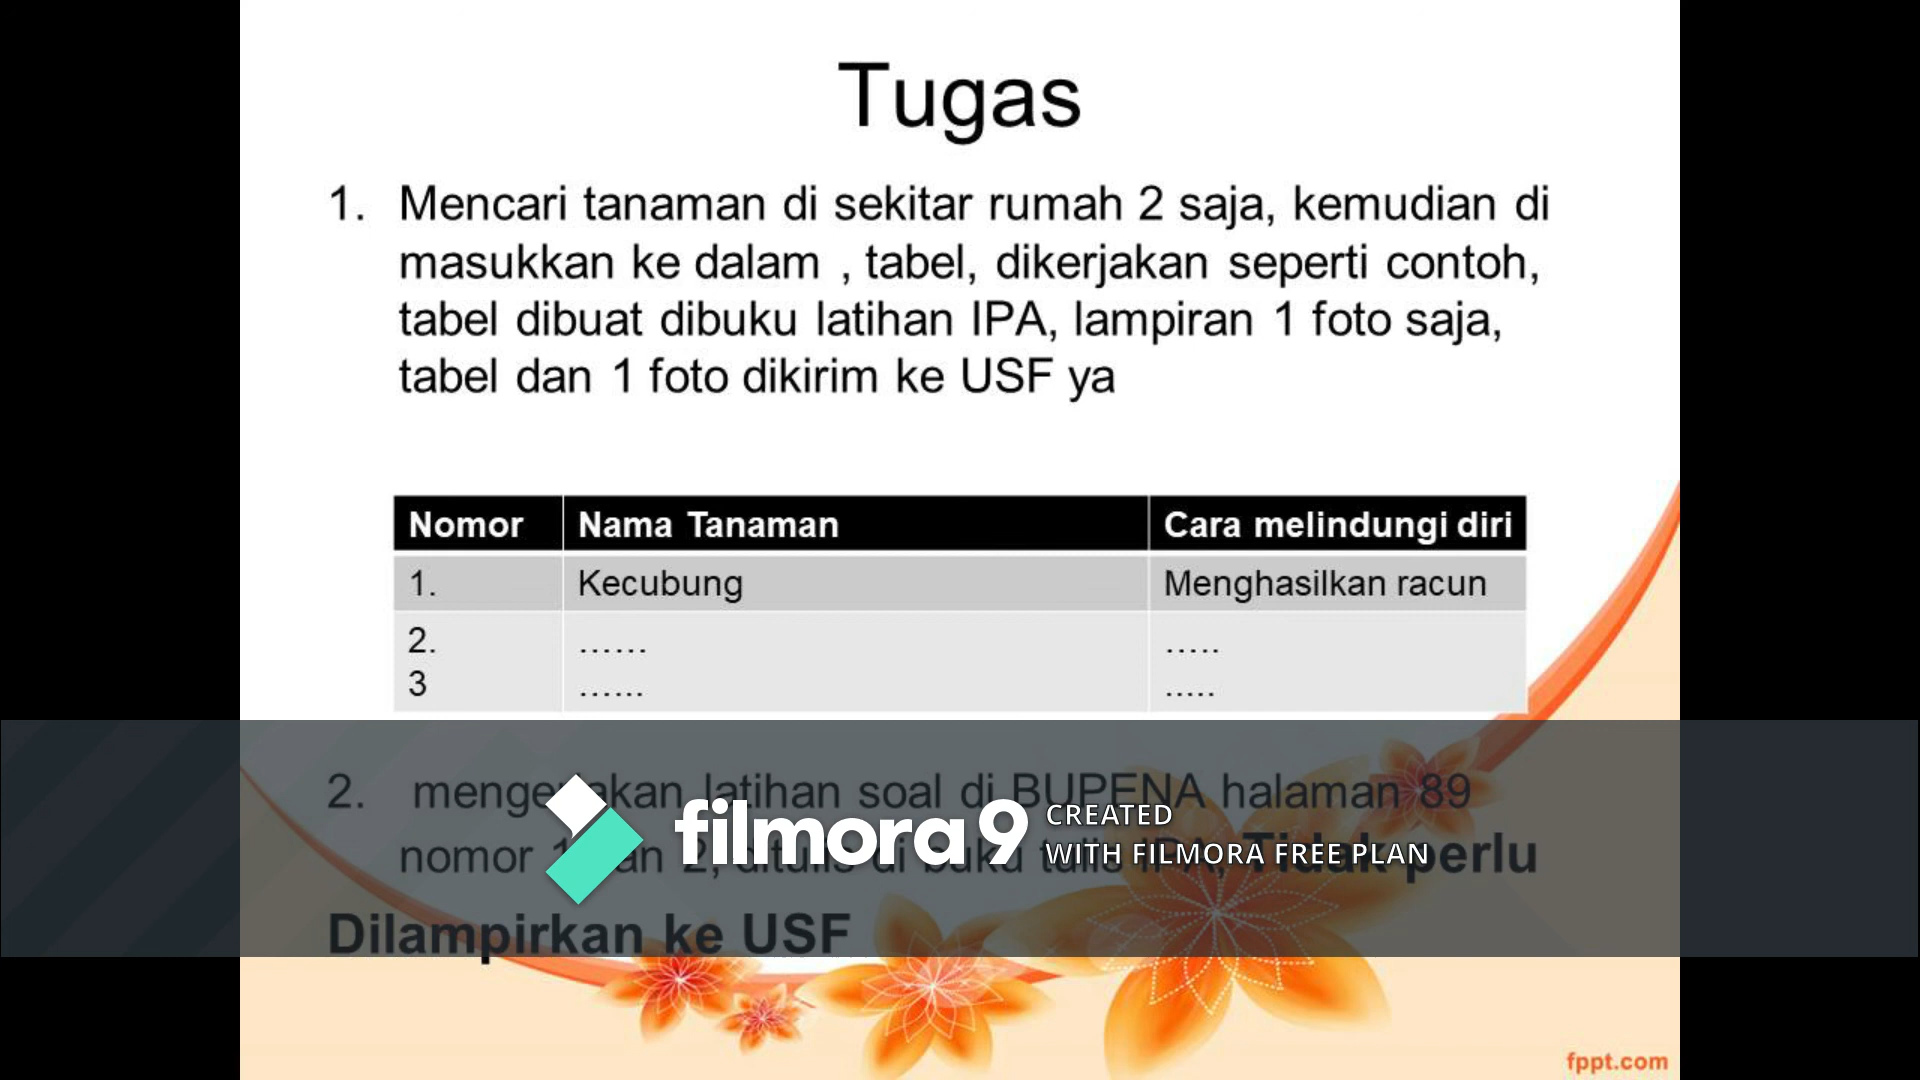 Tugas
1. Mencari tanaman di sekitar rumah 2 saja, kemudian di
masukkan ke dalam , tabel, dikerjakan seperti contoh,
tabel dibuat dibuku latihan IPA, lampiran 1 foto saja,
tabel dan 1 foto dikirim ke USF ya
Nomor Nama Tanaman Cara melindungi diri
1. Kecubung Menghasilkan racun
2. ...... .....
3 ...... .....
2. mengerjakan latihan soal di BUPENA halaman 89
nomor 1 dan 2, ditulis di buku tulis IPA, Tidak perlu
Dilampirkan ke USF
filmora9 CREATED
WITH FILMORA FREE PLAN
fppt.com